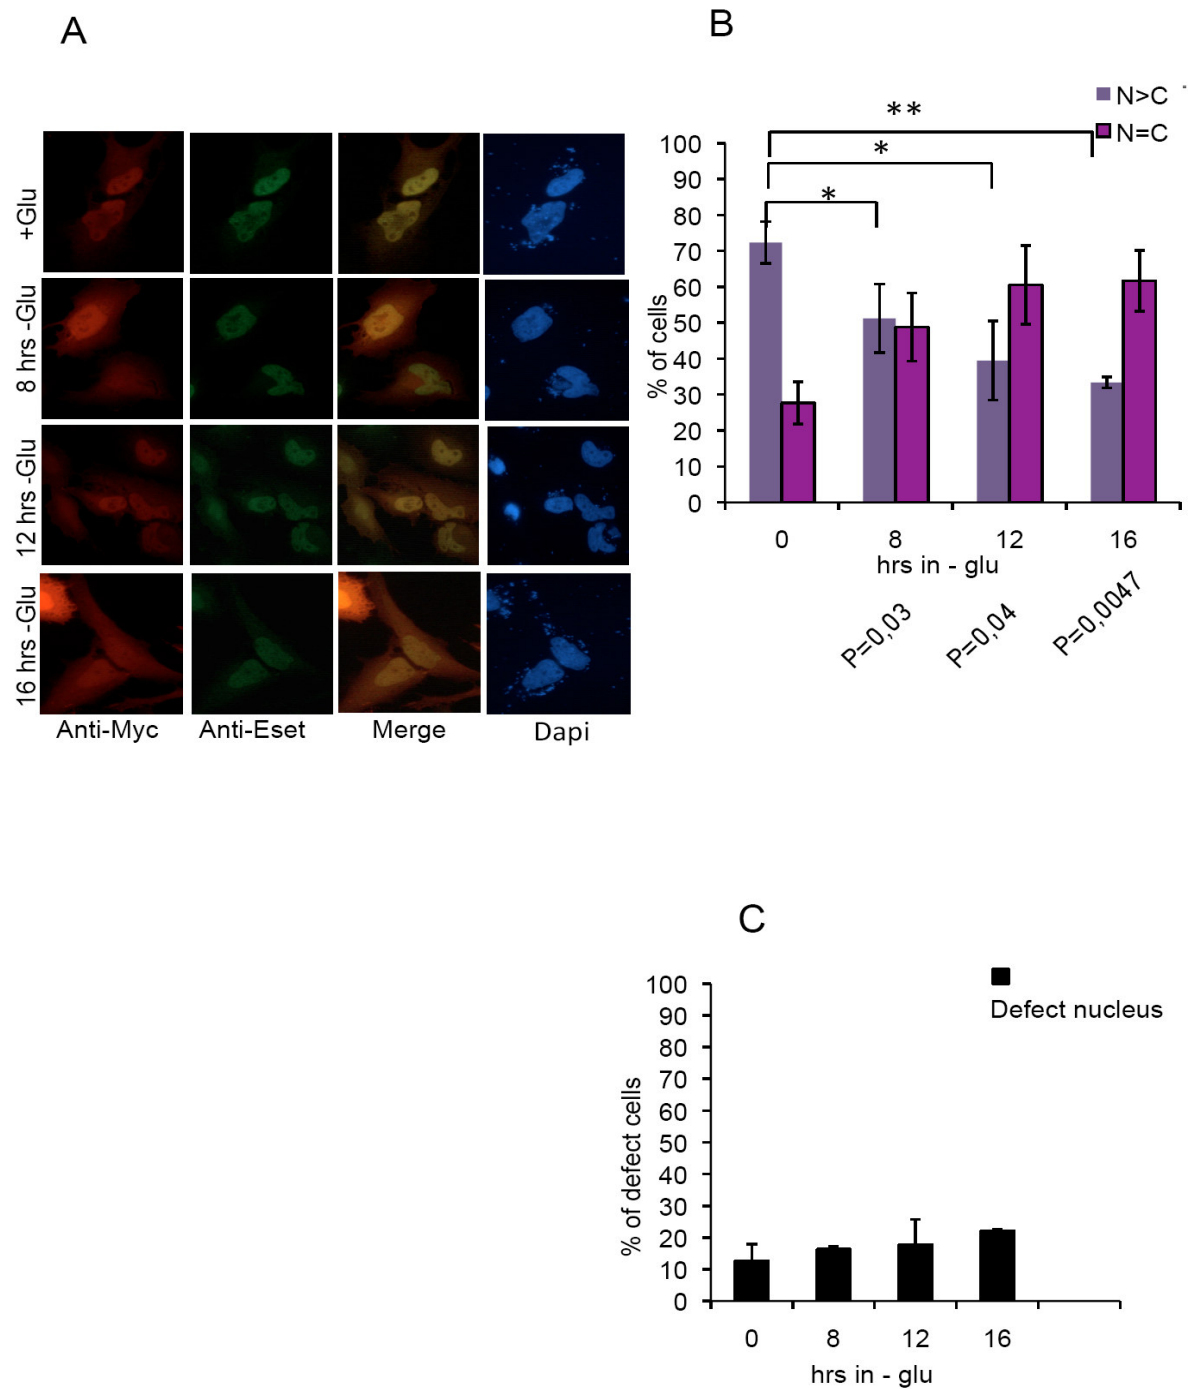 A
+Glu
8 hrs -Glu
12 hrs -Glu
16 hrs -Glu
Anti-Myc Anti-Eset Merge Dapi
B
N>C
N=C
**
*
*
% of cells
100
90
80
70
60
50
40
30
20
10
0
0 8 12 16
hrs in - glu
P=0,03 P=0,04 P=0,0047
C
Defect nucleus
% of defect cells
100
90
80
70
60
50
40
30
20
10
0
0 8 12 16
hrs in - glu